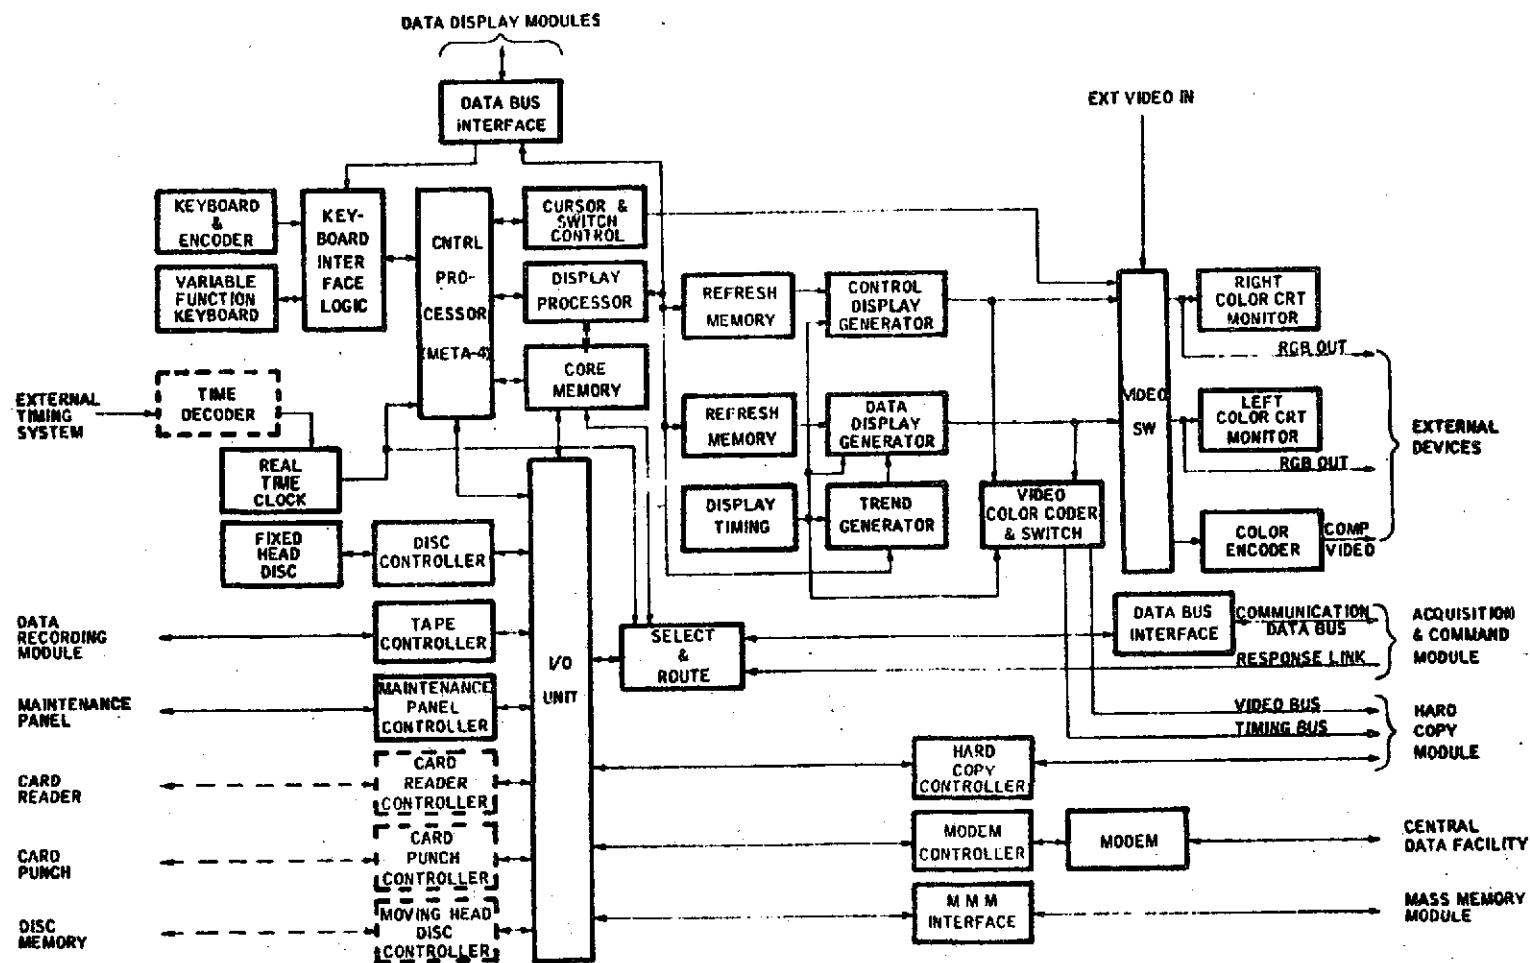 DATA DISPLAY MODULES
DATA BUS
INTERFACE
EXT VIDEO IN
KEYBOARD
&
ENCODER
VARIABLE
FUNCTION
KEYBOARD
KEY-
BOARD
INTER
FACE
LOGIC
CNTRL
PRO-
CESSOR
(META-4)
CURSOR &
SWITCH
CONTROL
DISPLAY
PROCESSOR
CORE
MEMORY
REFRESH
MEMORY
CONTROL
DISPLAY
GENERATOR
REFRESH
MEMORY
DATA
DISPLAY
GENERATOR
DISPLAY
TIMING
TREND
GENERATOR
VIDEO
COLOR CODER
& SWITCH
VIDEO
SW
RIGHT
COLOR CRT
MONITOR
RGB OUT
LEFT
COLOR CRT
MONITOR
RGB OUT
COLOR
ENCODER
COMP
VIDEO
EXTERNAL
DEVICES
EXTERNAL
TIMING
SYSTEM
TIME
DECODER
REAL
TIME
CLOCK
FIXED
HEAD
DISC
DISC
CONTROLLER
DATA
RECORDING
MODULE
TAPE
CONTROLLER
MAINTENANCE
PANEL
MAINTENANCE
PANEL
CONTROLLER
CARD
READER
CARD
READER
CONTROLLER
CARD
PUNCH
CARD
PUNCH
CONTROLLER
DISC
MEMORY
MOVING HEAD
DISC
CONTROLLER
I/O
UNIT
SELECT
&
ROUTE
DATA BUS
INTERFACE
COMMUNICATION
DATA BUS
RESPONSE LINK
ACQUISITION
& COMMAND
MODULE
VIDEO BUS
TIMING BUS
HARD
COPY
MODULE
HARD
COPY
CONTROLLER
MODEM
CONTROLLER
MODEM
CENTRAL
DATA FACILITY
M M M
INTERFACE
MASS MEMORY
MODULE